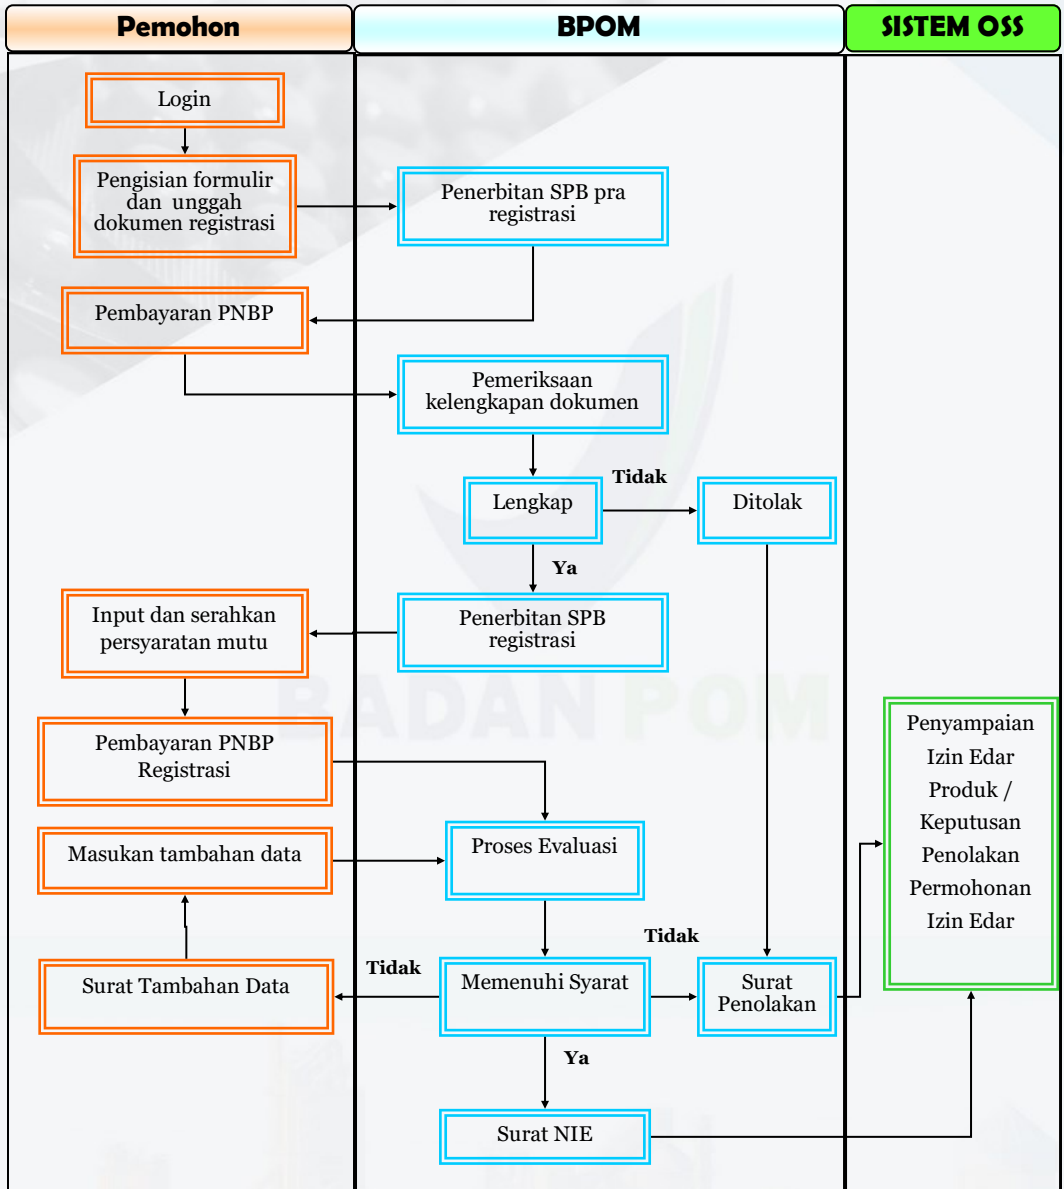 Pemohon
BPOM
SISTEM OSS
Login
Pengisian formulir
dan unggah
dokumen registrasi
Penerbitan SPB pra
registrasi
Pembayaran PNBP
Pemeriksaan
kelengkapan dokumen
Lengkap
Tidak
Ditolak
Ya
Input dan serahkan
persyaratan mutu
Penerbitan SPB
registrasi
BADAN POM
Pembayaran PNBP
Registrasi
Penyampaian
Izin Edar
Produk /
Keputusan
Penolakan
Permohonan
Izin Edar
Masukan tambahan data
Proses Evaluasi
Surat Tambahan Data
Tidak
Memenuhi Syarat
Tidak
Surat
Penolakan
Ya
Surat NIE